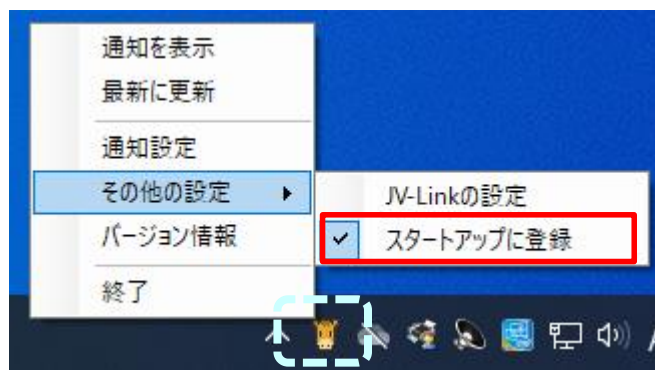 通知を表示
最新に更新
通知設定
その他の設定
バージョン情報
終了
JV-Linkの設定
スタートアップに登録